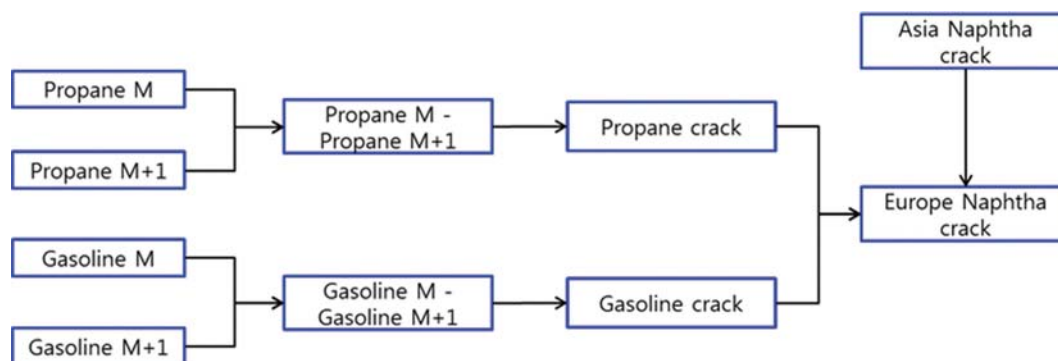 Asia Naphtha
crack
Propane M
Propane M -
Propane M+1
Propane crack
Propane M+1
Europe Naphtha
crack
Gasoline M
Gasoline M -
Gasoline M+1
Gasoline crack
Gasoline M+1